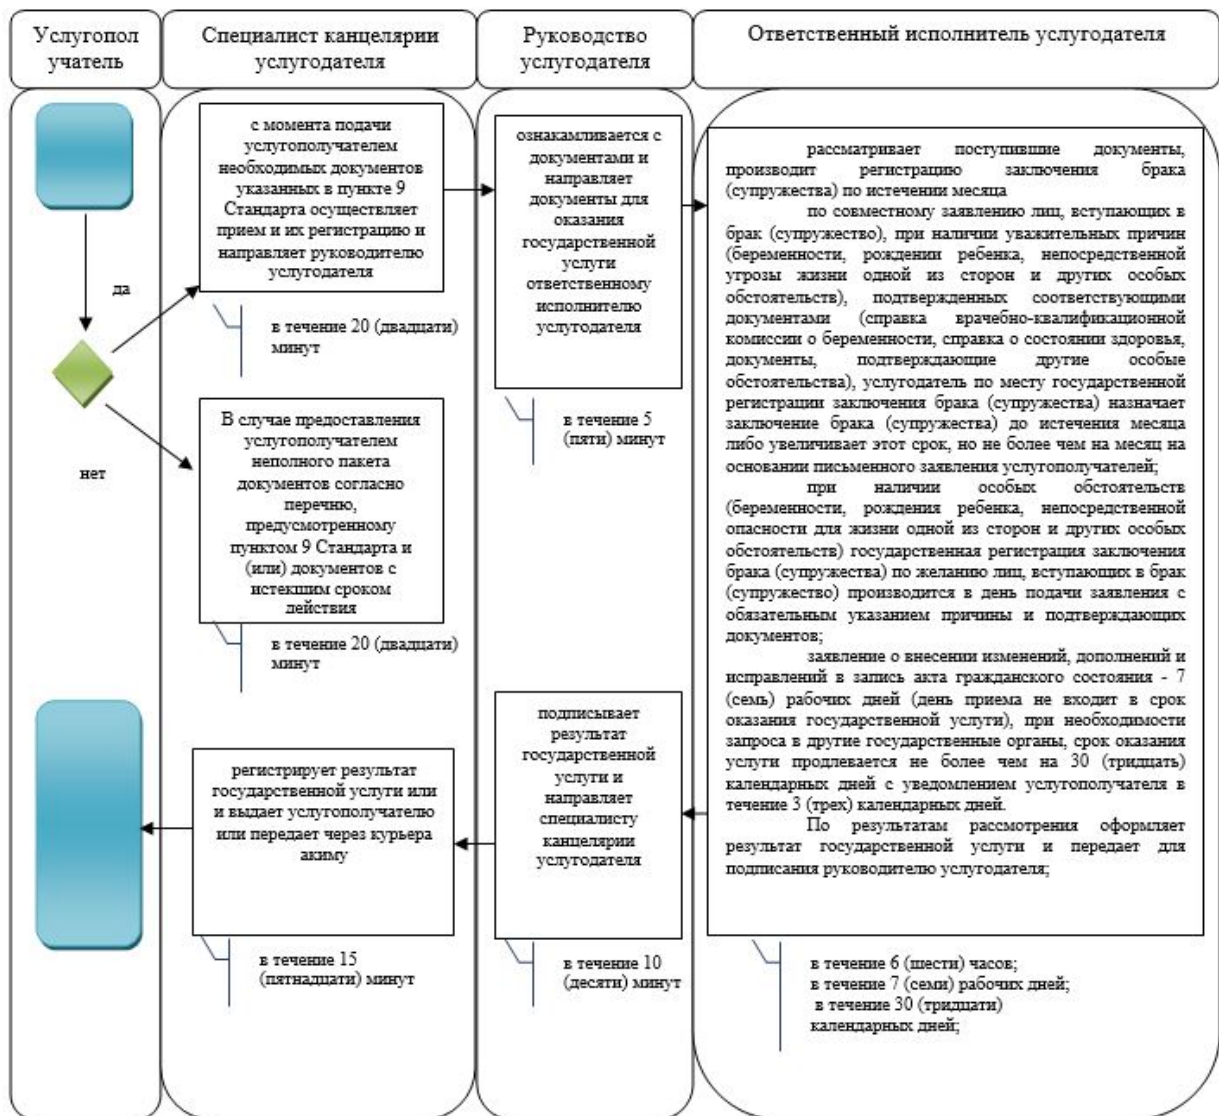 Услугопол
учатель
Специалист канцелярии
услугодателя
Руководство
услугодателя
Ответственный исполнитель услугодателя
да
нет
с момента подачи
услугополучателем
необходимых документов
указанных в пункте 9
Стандарта осуществляет
прием и их регистрацию и
направляет руководителю
услугодателя
в течение 20 (двадцати)
минут
В случае предоставления
услугополучателем
неполного пакета
документов согласно
перечню,
предусмотренному
пунктом 9 Стандарта и
(или) документов с
истекшим сроком
действия
в течение 20 (двадцати)
минут
ознакамливается с
документами и
направляет
документы для
оказания
государственной
услуги
ответственному
исполнителю
услугодателя
в течение 5
(пяти) минут
рассматривает поступившие документы,
производит регистрацию заключения брака
(супружества) по истечении месяца
по совместному заявлению лиц, вступающих в
брак (супружество), при наличии уважительных причин
(беременности, рождении ребенка, непосредственной
угрозы жизни одной из сторон и других особых
обстоятельств), подтвержденных соответствующими
документами (справка врачебно-квалификационной
комиссии о беременности, справка о состоянии здоровья,
документы, подтверждающие другие особые
обстоятельства), услугодатель по месту государственной
регистрации заключения брака (супружества) назначает
заключение брака (супружества) до истечения месяца
либо увеличивает этот срок, но не более чем на месяц на
основании письменного заявления услугополучателей;
при наличии особых обстоятельств
(беременности, рождения ребенка, непосредственной
опасности для жизни одной из сторон и других особых
обстоятельств) государственная регистрация заключения
брака (супружества) по желанию лиц, вступающих в брак
(супружество) производится в день подачи заявления с
обязательным указанием причины и подтверждающих
документов;
заявление о внесении изменений, дополнений и
исправлений в запись акта гражданского состояния - 7
(семь) рабочих дней (день приема не входит в срок
оказания государственной услуги), при необходимости
запроса в другие государственные органы, срок оказания
услуги продлевается не более чем на 30 (тридцать)
календарных дней с уведомлением услугополучателя в
течение 3 (трех) календарных дней.
По результатам рассмотрения оформляет
результат государственной услуги и передает для
подписания руководителю услугодателя;
в течение 6 (шести) часов;
в течение 7 (семи) рабочих дней;
в течение 30 (тридцати)
календарных дней;
подписывает
результат
государственной
услуги и
направляет
специалисту
канцелярии
услугодателя
в течение 10
(десяти) минут
регистрирует результат
государственной услуги или
и выдает услугополучателю
или передает через курьера
акиму
в течение 15
(пятнадцати) минут